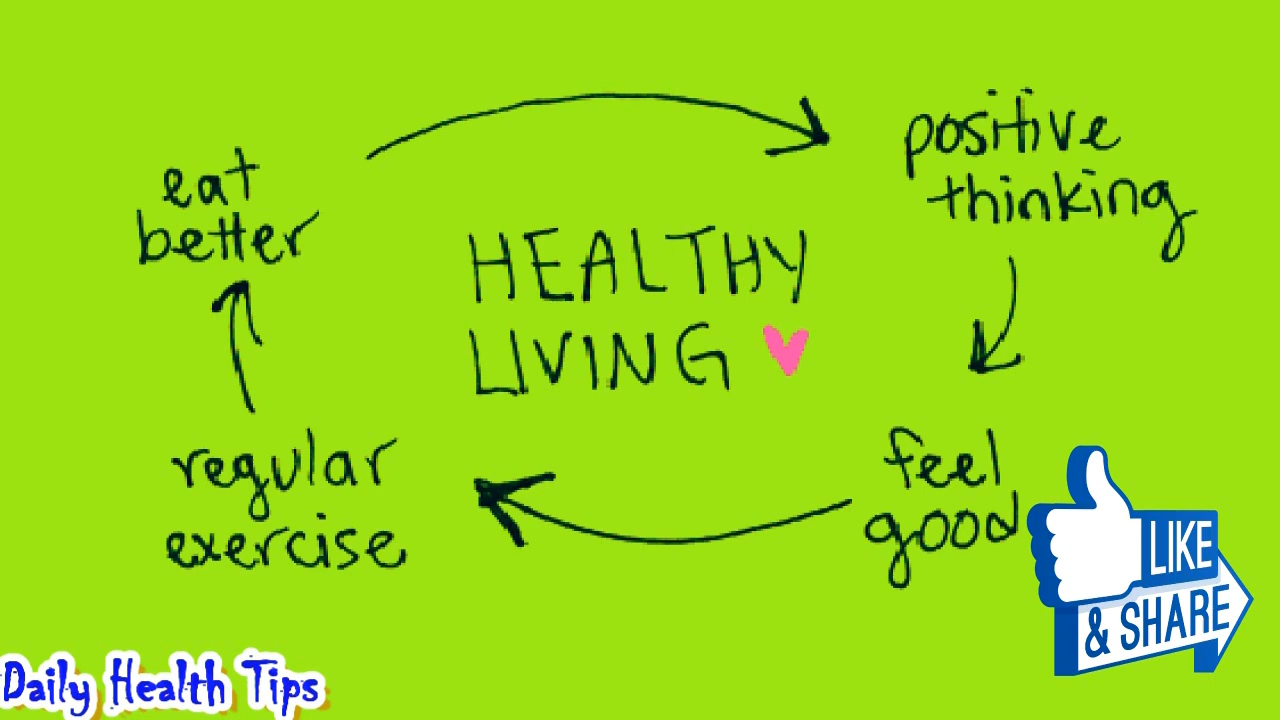 eat
better
positive
thinking
HEALTHY
LIVING
regular
exercise
feel
good
LIKE
& SHARE
Daily Health Tips